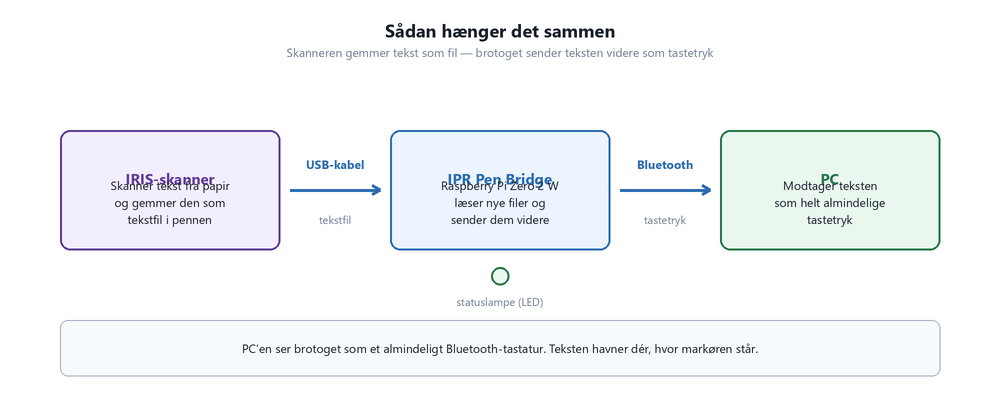 Sådan hænger det sammen
Skanneren gemmer tekst som fil — brotoget sender teksten videre som tastetryk
IRIS-skanner
Skanner tekst fra papir
og gemmer den som
tekstfil i pennen
USB-kabel
tekstfil
IPR Pen Bridge
Raspberry Pi Zero 2 W
læser nye filer og
sender dem videre
Bluetooth
tastetryk
PC
Modtager teksten
som helt almindelige
tastetryk
statuslampe (LED)
PC'en ser brotoget som et almindeligt Bluetooth-tastatur. Teksten havner dér, hvor markøren står.